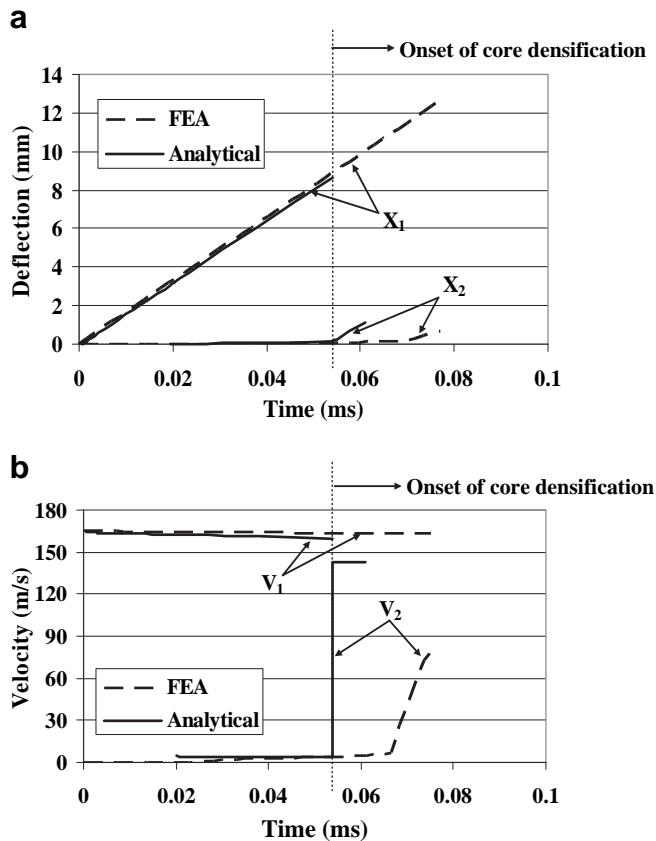 a
Onset of core densification
14
12
10
8
6
4
2
0
Deflection (mm)
FEA
Analytical
X1
X2
0 0.02 0.04 0.06 0.08 0.1
Time (ms)
b
Onset of core densification
180
150
120
90
60
30
0
Velocity (m/s)
V1
V2
FEA
Analytical
0 0.02 0.04 0.06 0.08 0.1
Time (ms)